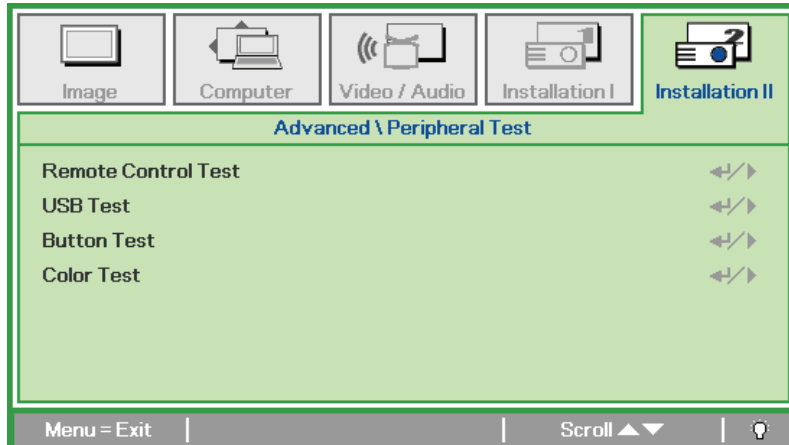 Image Computer Video / Audio Installation I Installation II
Advanced \ Peripheral Test
Remote Control Test
USB Test
Button Test
Color Test
Menu = Exit Scroll